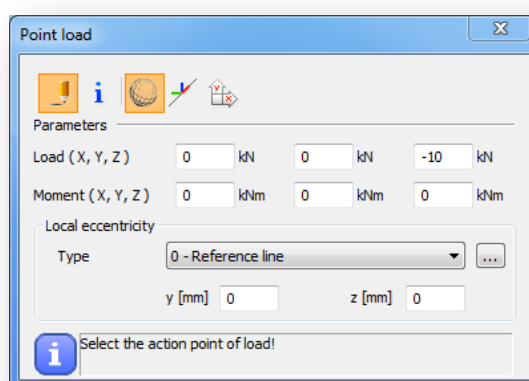 Point load
Parameters
Load ( X, Y, Z ) 0 kN 0 kN -10 kN
Moment ( X, Y, Z ) 0 kNm 0 kNm 0 kNm
Local eccentricity
Type 0 - Reference line ...
y [mm] 0 z [mm] 0
Select the action point of load!